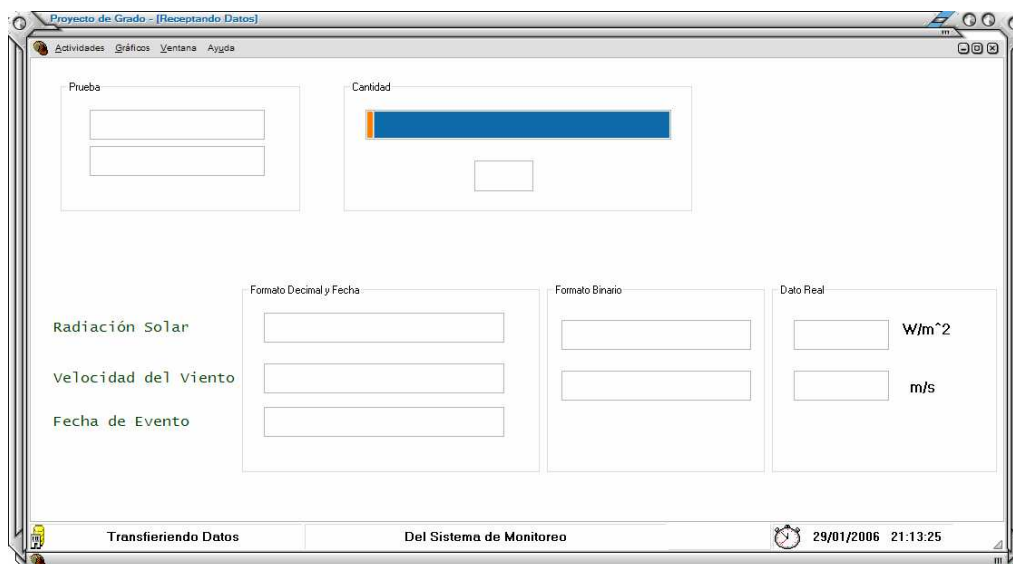 Proyecto de Grado - [Receptando Datos]
Actividades Gráficos Ventana Ayuda
Prueba
Cantidad
Formato Decimal y Fecha
Formato Binario
Dato Real
Radiación Solar
W/m^2
Velocidad del Viento
m/s
Fecha de Evento
Transfieriendo Datos
Del Sistema de Monitoreo
29/01/2006 21:13:25